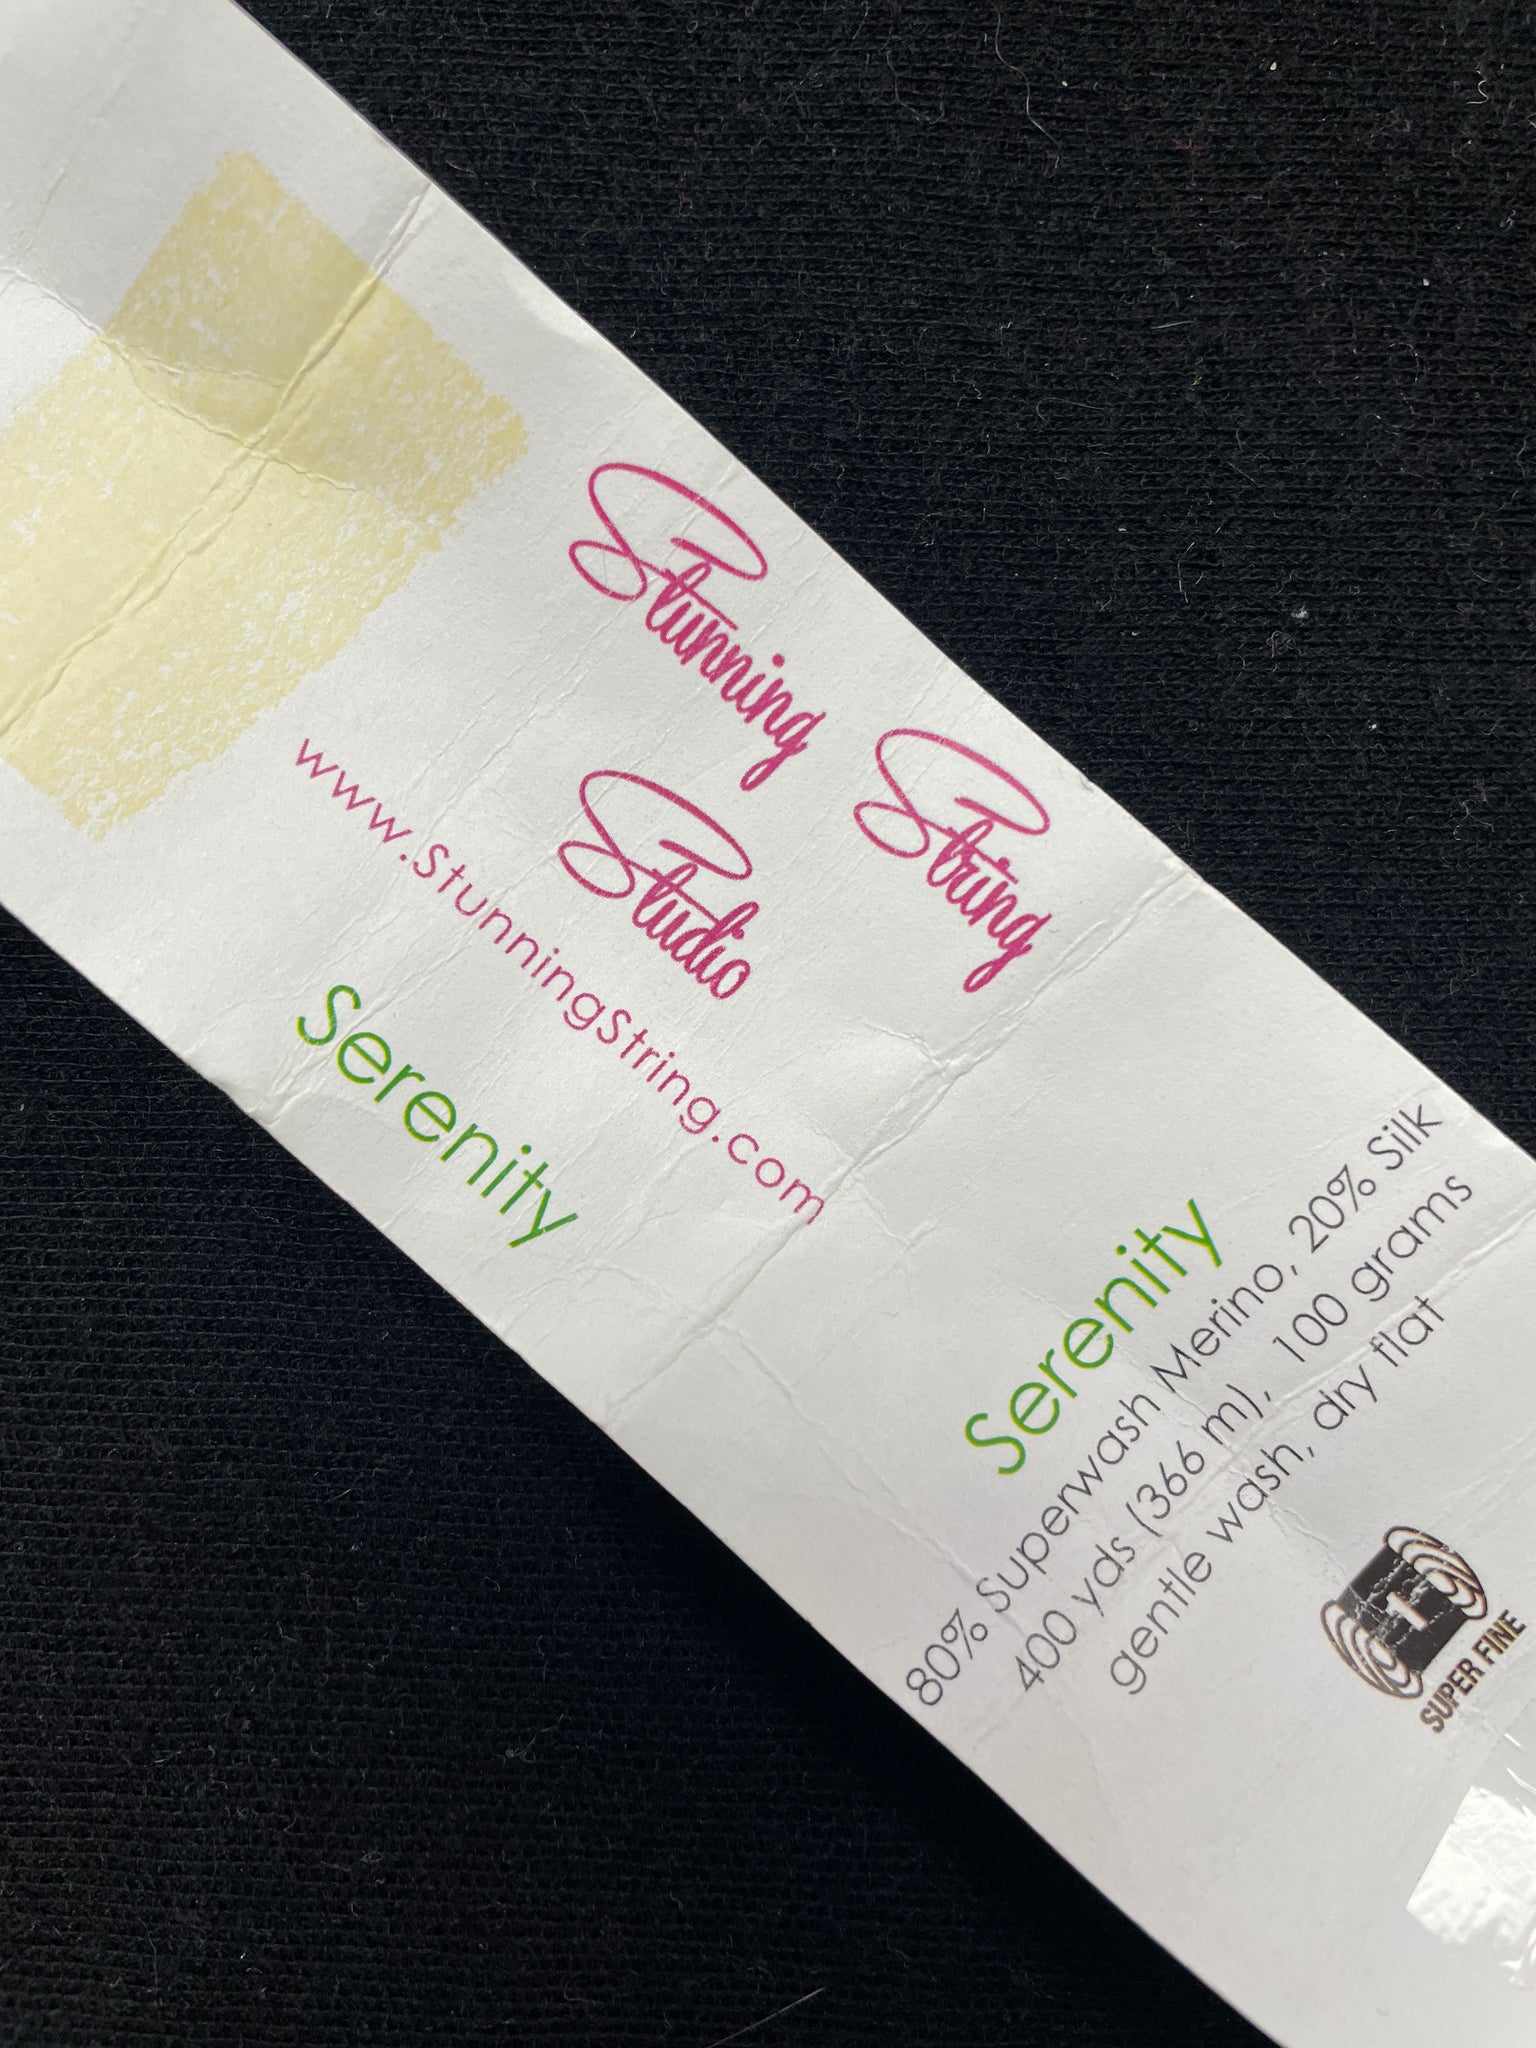 Stunning
String
Studio
www.StunningString.com
Serenity
Serenity
80% Superwash Merino, 20% Silk
400 yds (366 m), 100 grams
gentle wash, dry flat
1
SUPER FINE